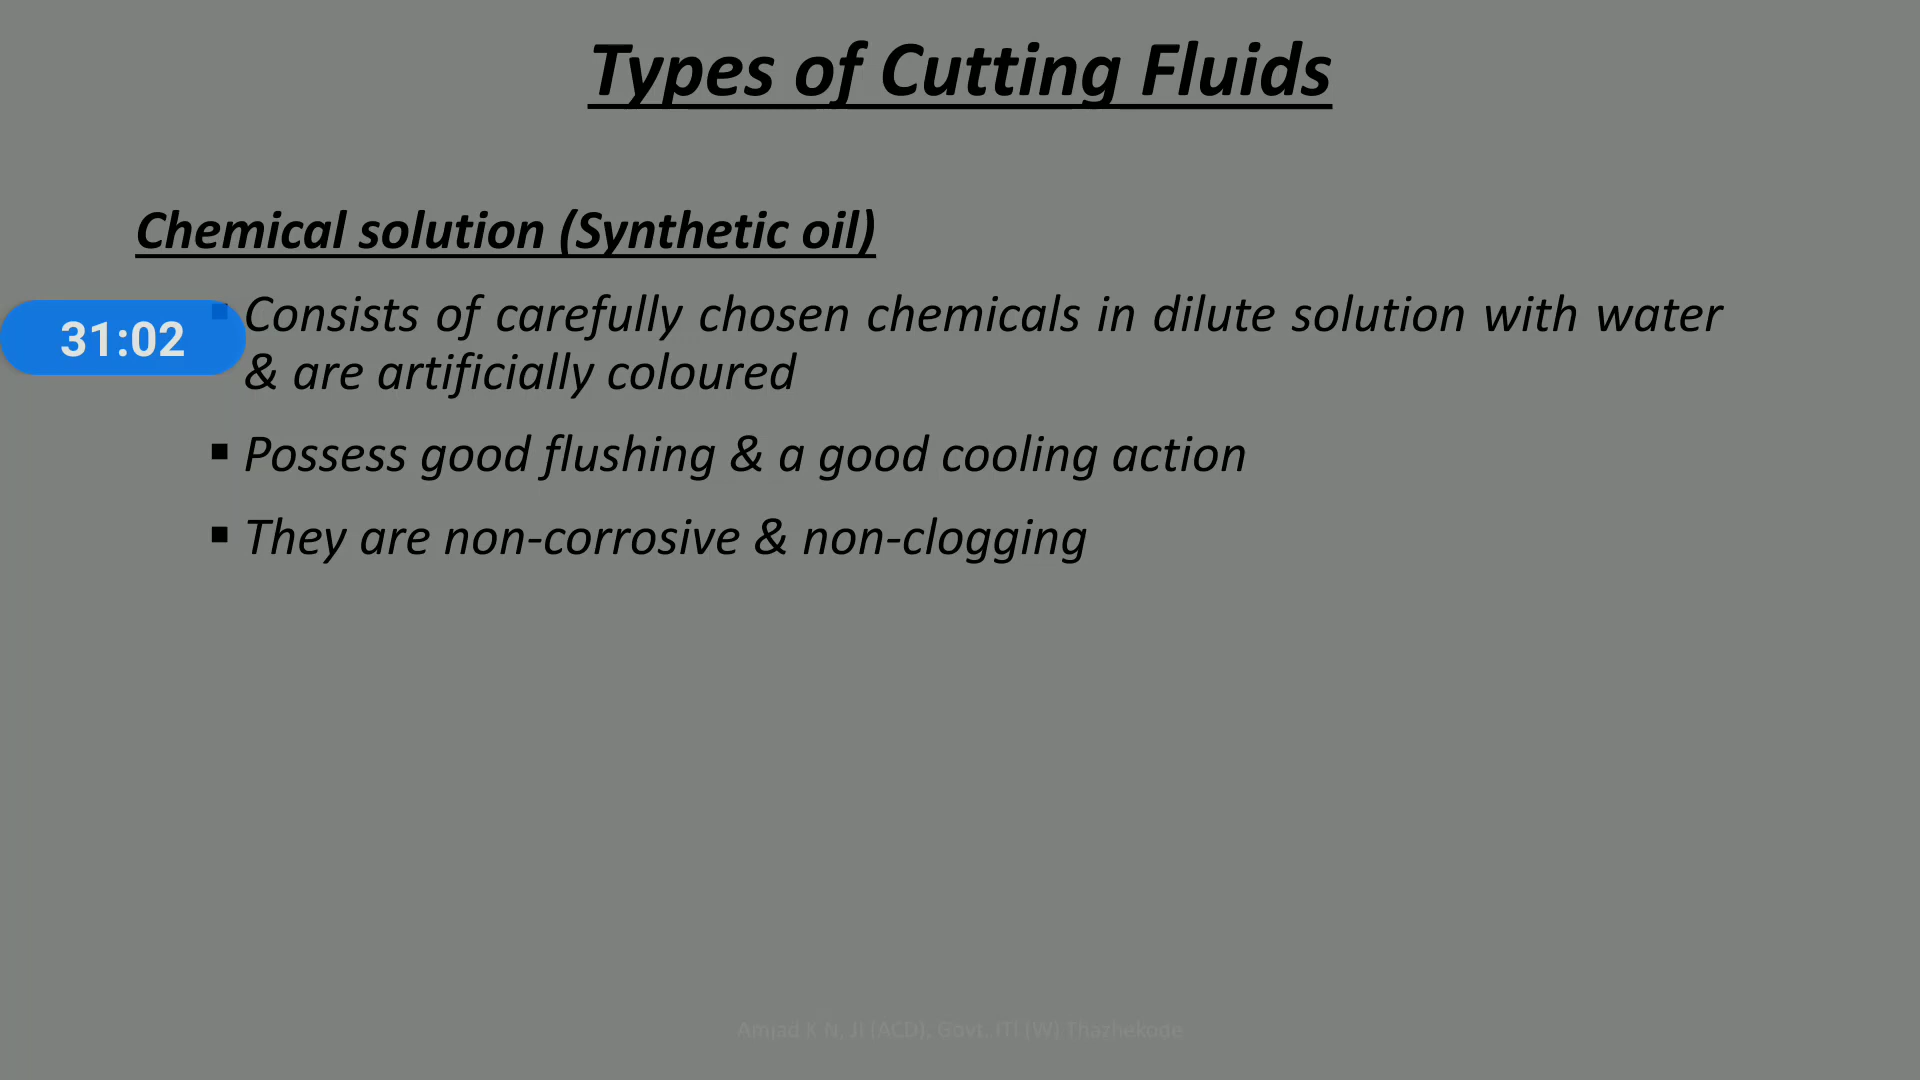 Types of Cutting Fluids
Chemical solution (Synthetic oil)
31:02
▪ Consists of carefully chosen chemicals in dilute solution with water
& are artificially coloured
▪ Possess good flushing & a good cooling action
▪ They are non-corrosive & non-clogging
Amjad K N, JI (ACD), Govt. ITI (W) Thazhekode